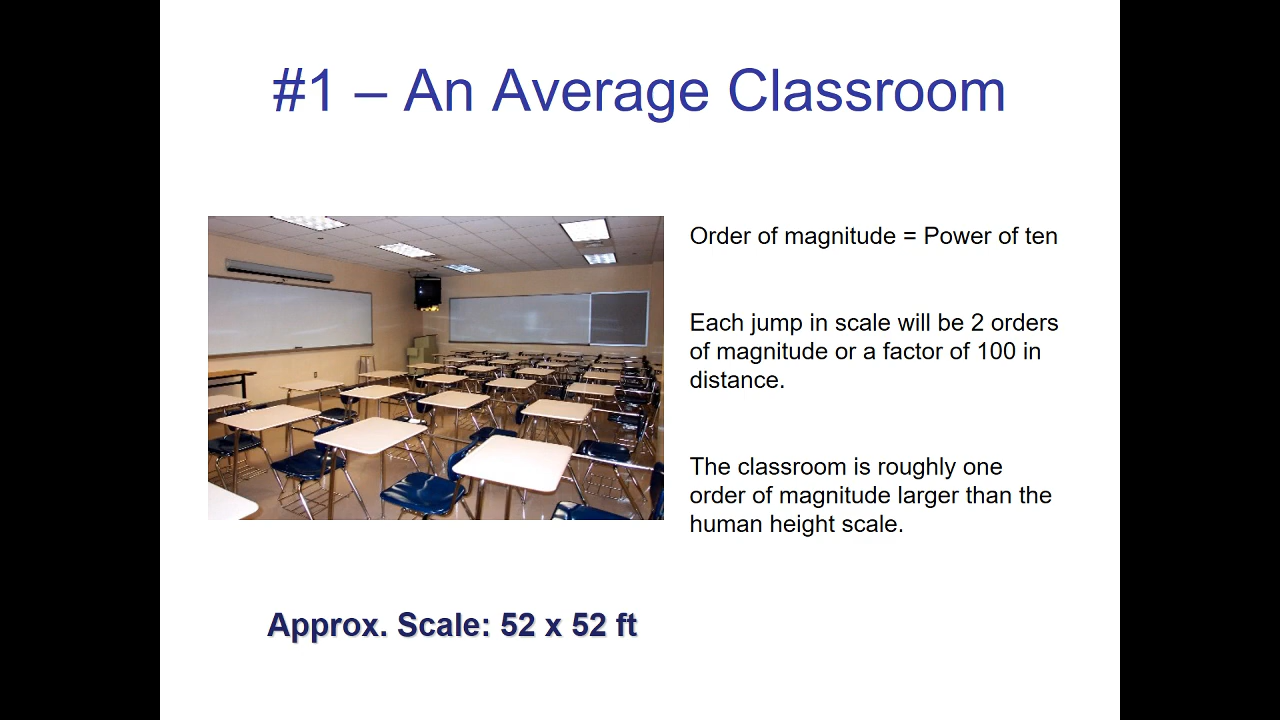 #1 – An Average Classroom
Order of magnitude = Power of ten
Each jump in scale will be 2 orders
of magnitude or a factor of 100 in
distance.
The classroom is roughly one
order of magnitude larger than the
human height scale.
Approx. Scale: 52 x 52 ft